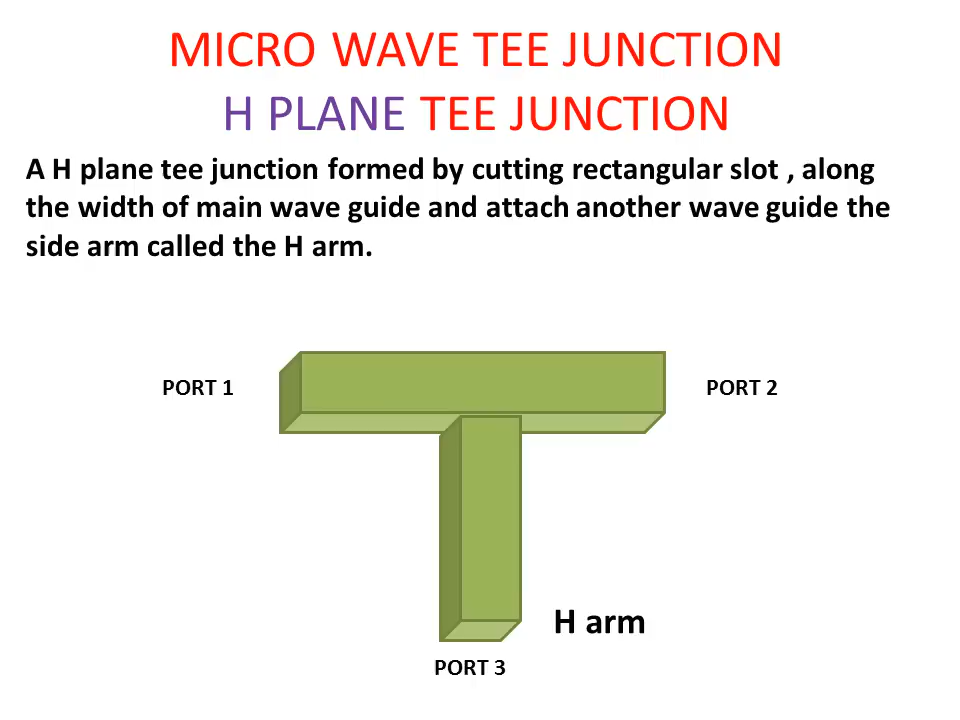 MICRO WAVE TEE JUNCTION
H PLANE TEE JUNCTION
A H plane tee junction formed by cutting rectangular slot , along
the width of main wave guide and attach another wave guide the
side arm called the H arm.
PORT 1
PORT 2
H arm
PORT 3